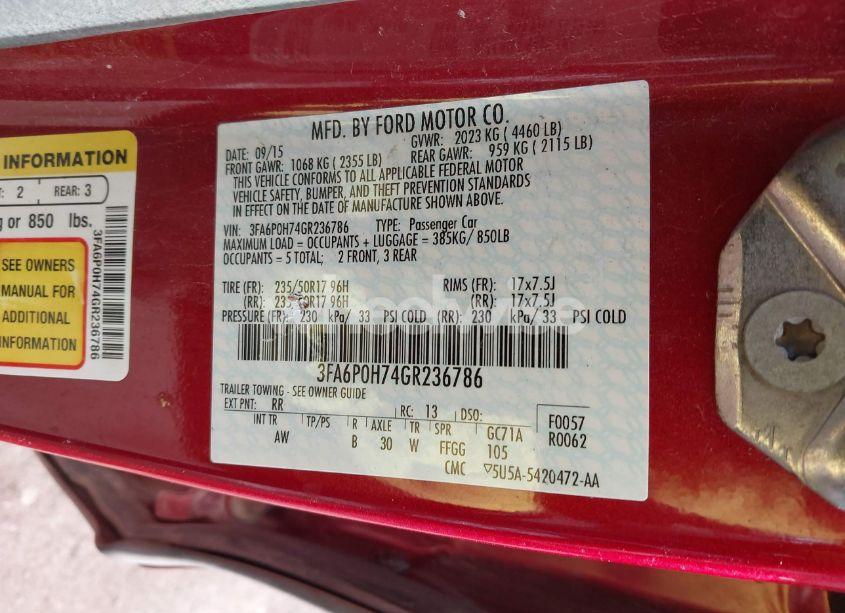 INFORMATION
2 REAR: 3
g or 850 lbs.
SEE OWNERS
MANUAL FOR
ADDITIONAL
INFORMATION
3FA6P0H74GR236786
MFD. BY FORD MOTOR CO.
DATE: 09/15 GVWR: 2023 KG ( 4460 LB)
FRONT GAWR: 1068 KG ( 2355 LB) REAR GAWR: 959 KG ( 2115 LB)
THIS VEHICLE CONFORMS TO ALL APPLICABLE FEDERAL MOTOR
VEHICLE SAFETY, BUMPER, AND THEFT PREVENTION STANDARDS
IN EFFECT ON THE DATE OF MANUFACTURE SHOWN ABOVE.
VIN: 3FA6P0H74GR236786 TYPE: Passenger Car
MAXIMUM LOAD = OCCUPANTS + LUGGAGE = 385KG/ 850LB
OCCUPANTS = 5 TOTAL; 2 FRONT, 3 REAR
TIRE (FR): 235/50R17 96H RIMS (FR): 17x7.5J
(RR): 235/50R17 96H (RR): 17x7.5J
PRESSURE (FR): 230 kPa/ 33 PSI COLD (RR): 230 kPa/ 33 PSI COLD
3FA6P0H74GR236786
TRAILER TOWING - SEE OWNER GUIDE
EXT PNT: RR RC: 13 DSO: F0057
INT TR TP/PS R AXLE TR SPR GC71A R0062
AW B 30 W FFGG 105
CMC ▽5U5A-5420472-AA